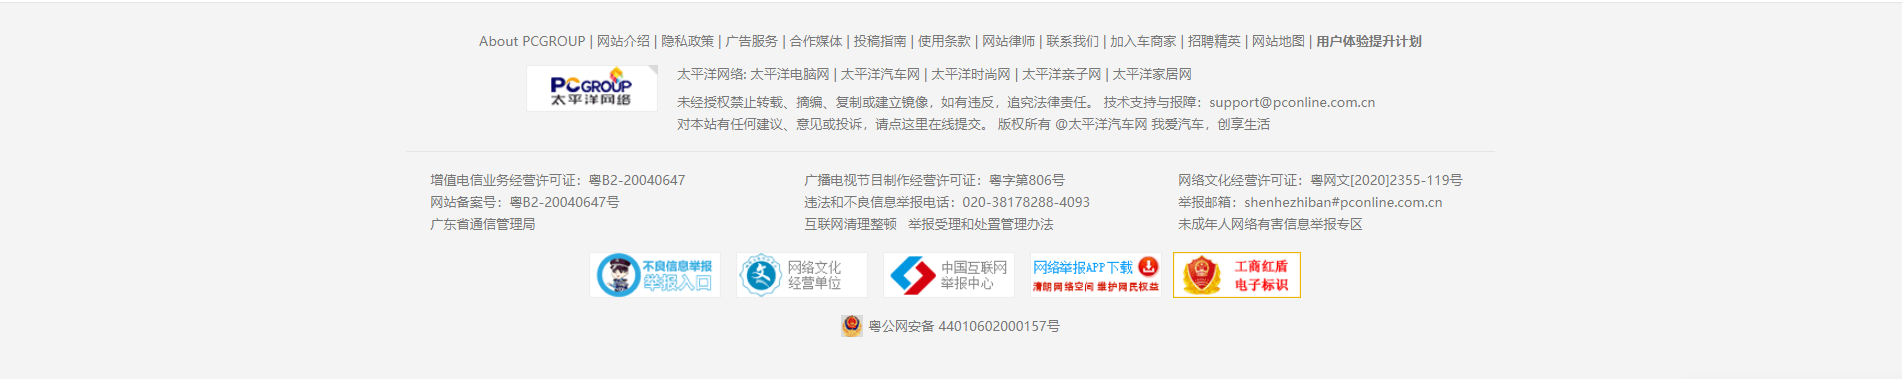 About PCGROUP | 网站介绍 | 隐私政策 | 广告服务 | 合作媒体 | 投稿指南 | 使用条款 | 网站律师 | 联系我们 | 加入车商家 | 招聘精英 | 网站地图 | 用户体验提升计划
PCGROUP
太平洋网络
太平洋网络: 太平洋电脑网 | 太平洋汽车网 | 太平洋时尚网 | 太平洋亲子网 | 太平洋家居网
未经授权禁止转载、摘编、复制或建立镜像，如有违反，追究法律责任。 技术支持与报障：support@pconline.com.cn
对本站有任何建议、意见或投诉，请点这里在线提交。 版权所有 @太平洋汽车网 我爱汽车，创享生活
增值电信业务经营许可证：粤B2-20040647
网站备案号：粤B2-20040647号
广东省通信管理局
广播电视节目制作经营许可证：粤字第806号
违法和不良信息举报电话：020-38178288-4093
互联网清理整顿 举报受理和处置管理办法
网络文化经营许可证：粤网文[2020]2355-119号
举报邮箱：shenhezhiban#pconline.com.cn
未成年人网络有害信息举报专区
不良信息举报
举报入口
网络文化
经营单位
中国互联网
举报中心
网络举报APP下载
清朗网络空间 维护网民权益
工商红盾
电子标识
粤公网安备 44010602000157号